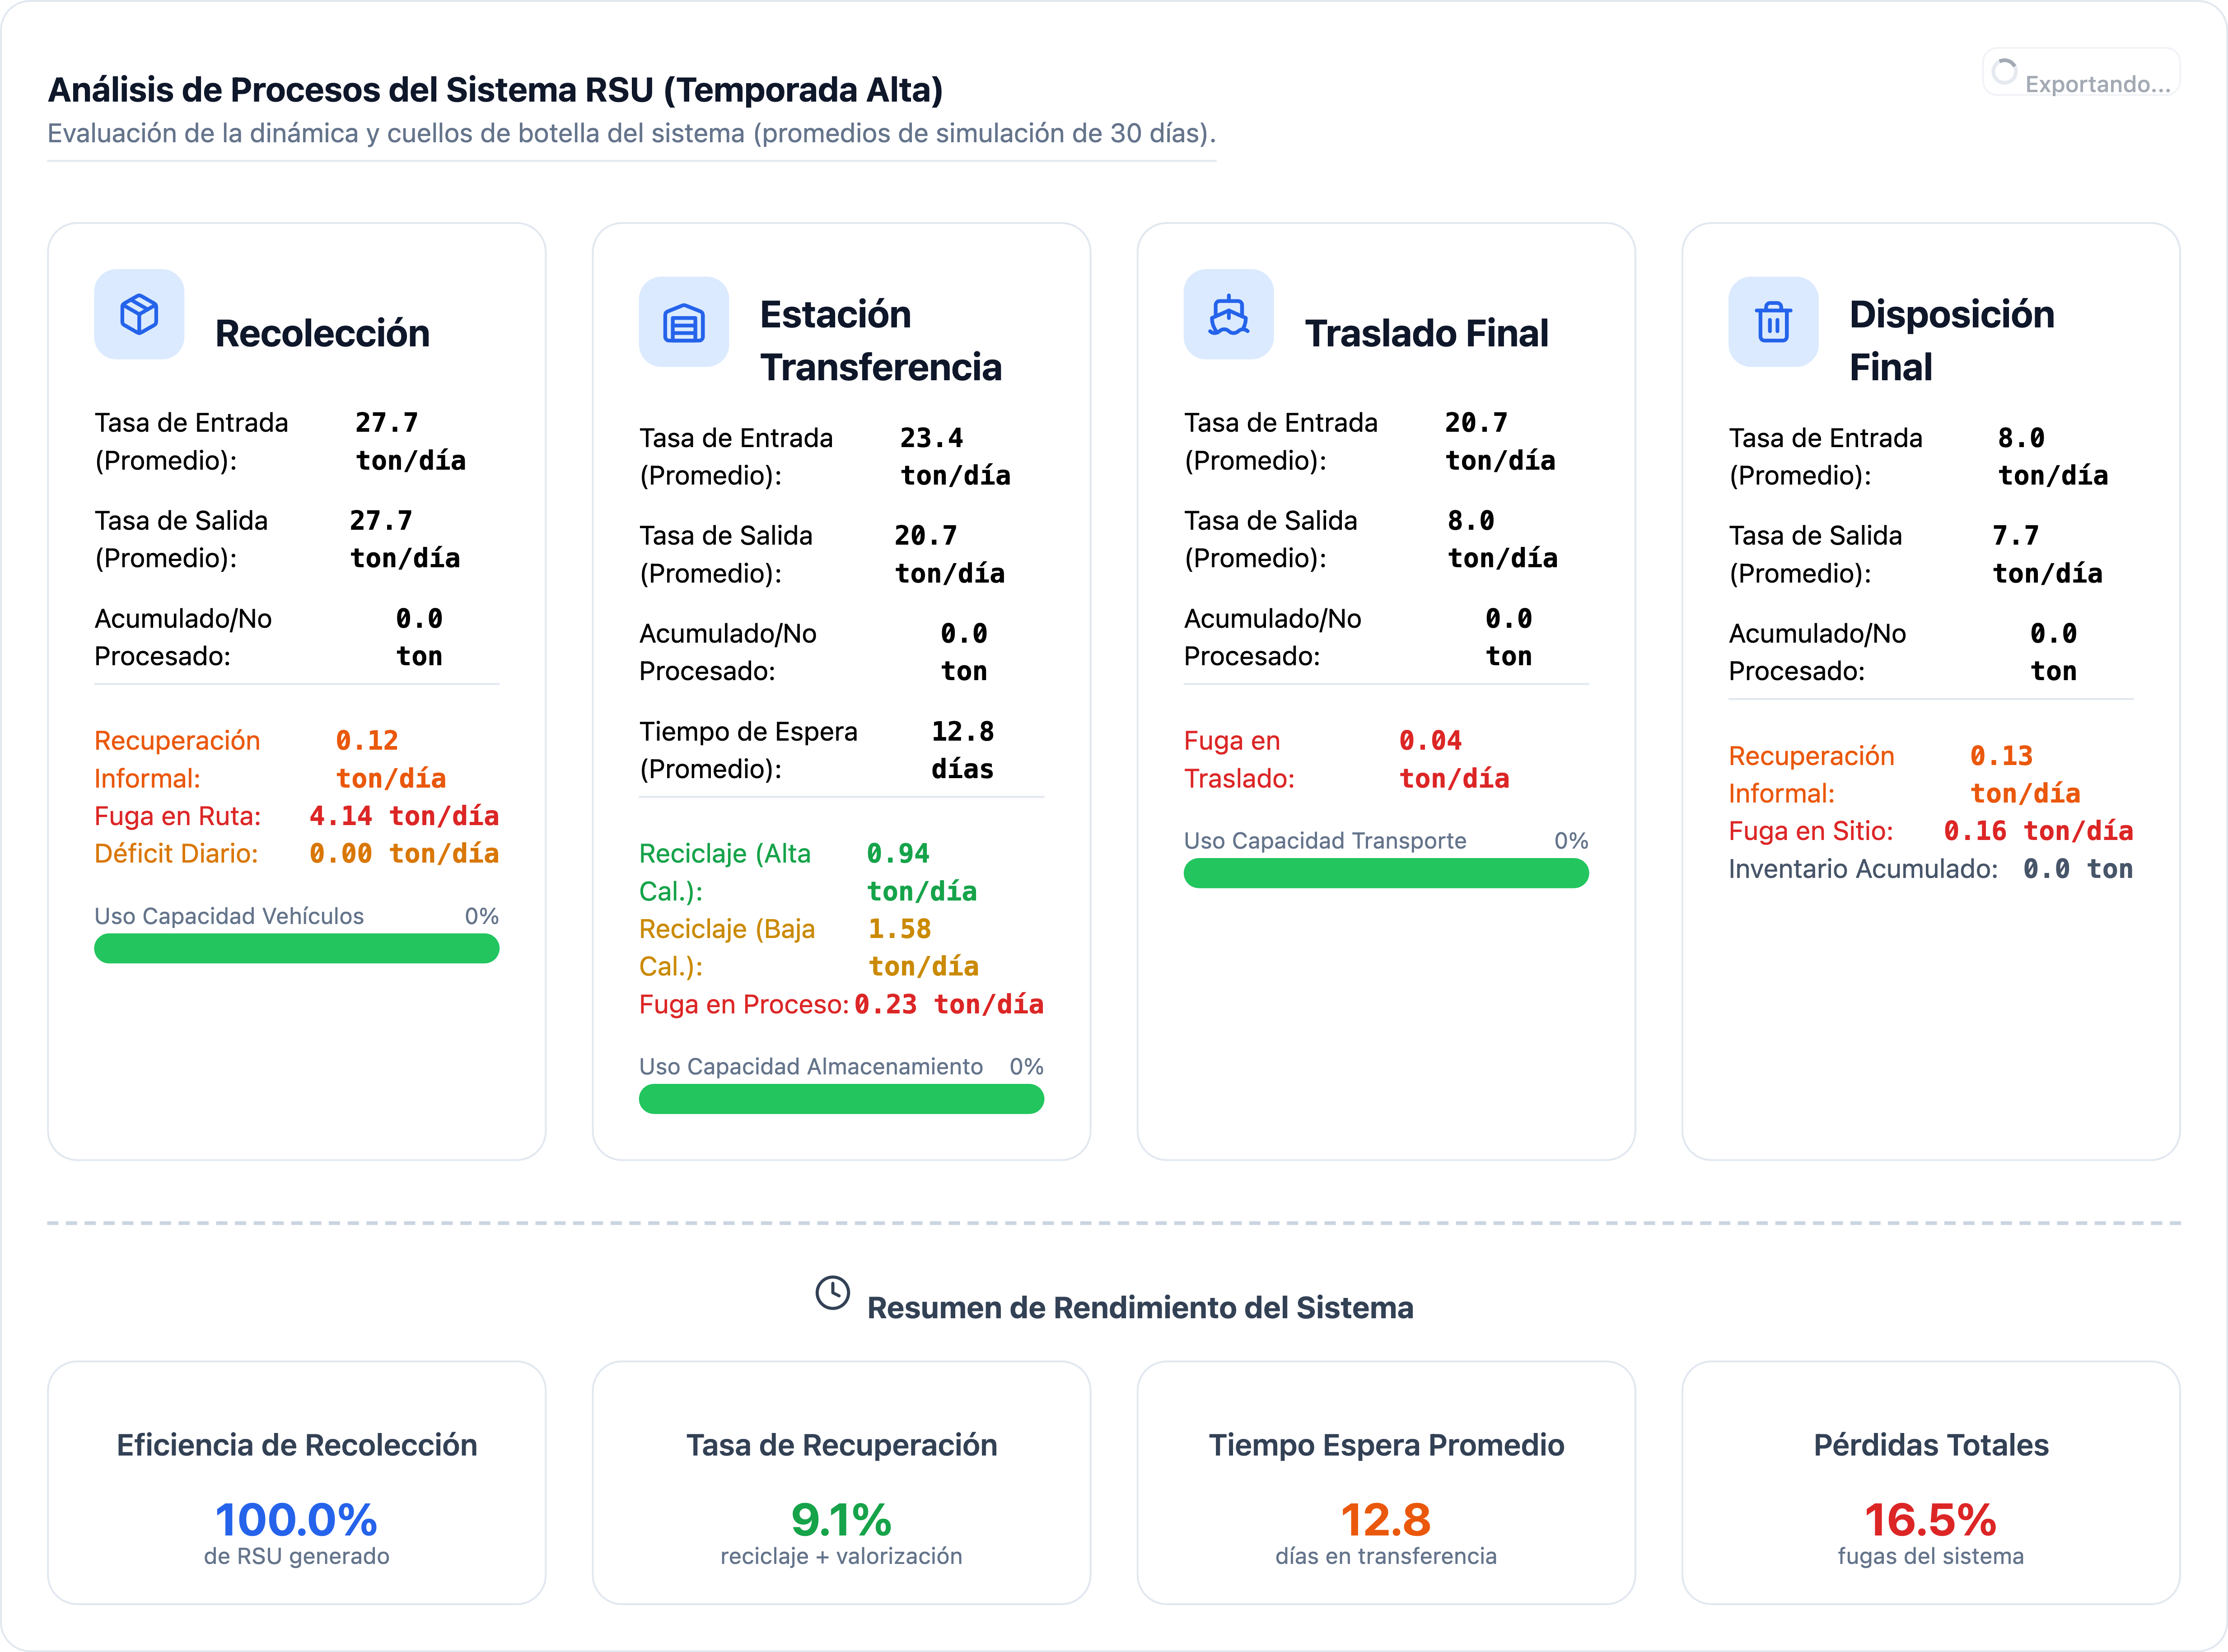 Análisis de Procesos del Sistema RSU (Temporada Alta)
Evaluación de la dinámica y cuellos de botella del sistema (promedios de simulación de 30 días).
Exportando...
Recolección
Tasa de Entrada 27.7
(Promedio): ton/día
Tasa de Salida 27.7
(Promedio): ton/día
Acumulado/No 0.0
Procesado: ton
Recuperación 0.12
Informal: ton/día
Fuga en Ruta: 4.14 ton/día
Déficit Diario: 0.00 ton/día
Uso Capacidad Vehículos 0%
Estación
Transferencia
Tasa de Entrada 23.4
(Promedio): ton/día
Tasa de Salida 20.7
(Promedio): ton/día
Acumulado/No 0.0
Procesado: ton
Tiempo de Espera 12.8
(Promedio): días
Reciclaje (Alta 0.94
Cal.): ton/día
Reciclaje (Baja 1.58
Cal.): ton/día
Fuga en Proceso: 0.23 ton/día
Uso Capacidad Almacenamiento 0%
Traslado Final
Tasa de Entrada 20.7
(Promedio): ton/día
Tasa de Salida 8.0
(Promedio): ton/día
Acumulado/No 0.0
Procesado: ton
Fuga en 0.04
Traslado: ton/día
Uso Capacidad Transporte 0%
Disposición
Final
Tasa de Entrada 8.0
(Promedio): ton/día
Tasa de Salida 7.7
(Promedio): ton/día
Acumulado/No 0.0
Procesado: ton
Recuperación 0.13
Informal: ton/día
Fuga en Sitio: 0.16 ton/día
Inventario Acumulado: 0.0 ton
Resumen de Rendimiento del Sistema
Eficiencia de Recolección
100.0%
de RSU generado
Tasa de Recuperación
9.1%
reciclaje + valorización
Tiempo Espera Promedio
12.8
días en transferencia
Pérdidas Totales
16.5%
fugas del sistema